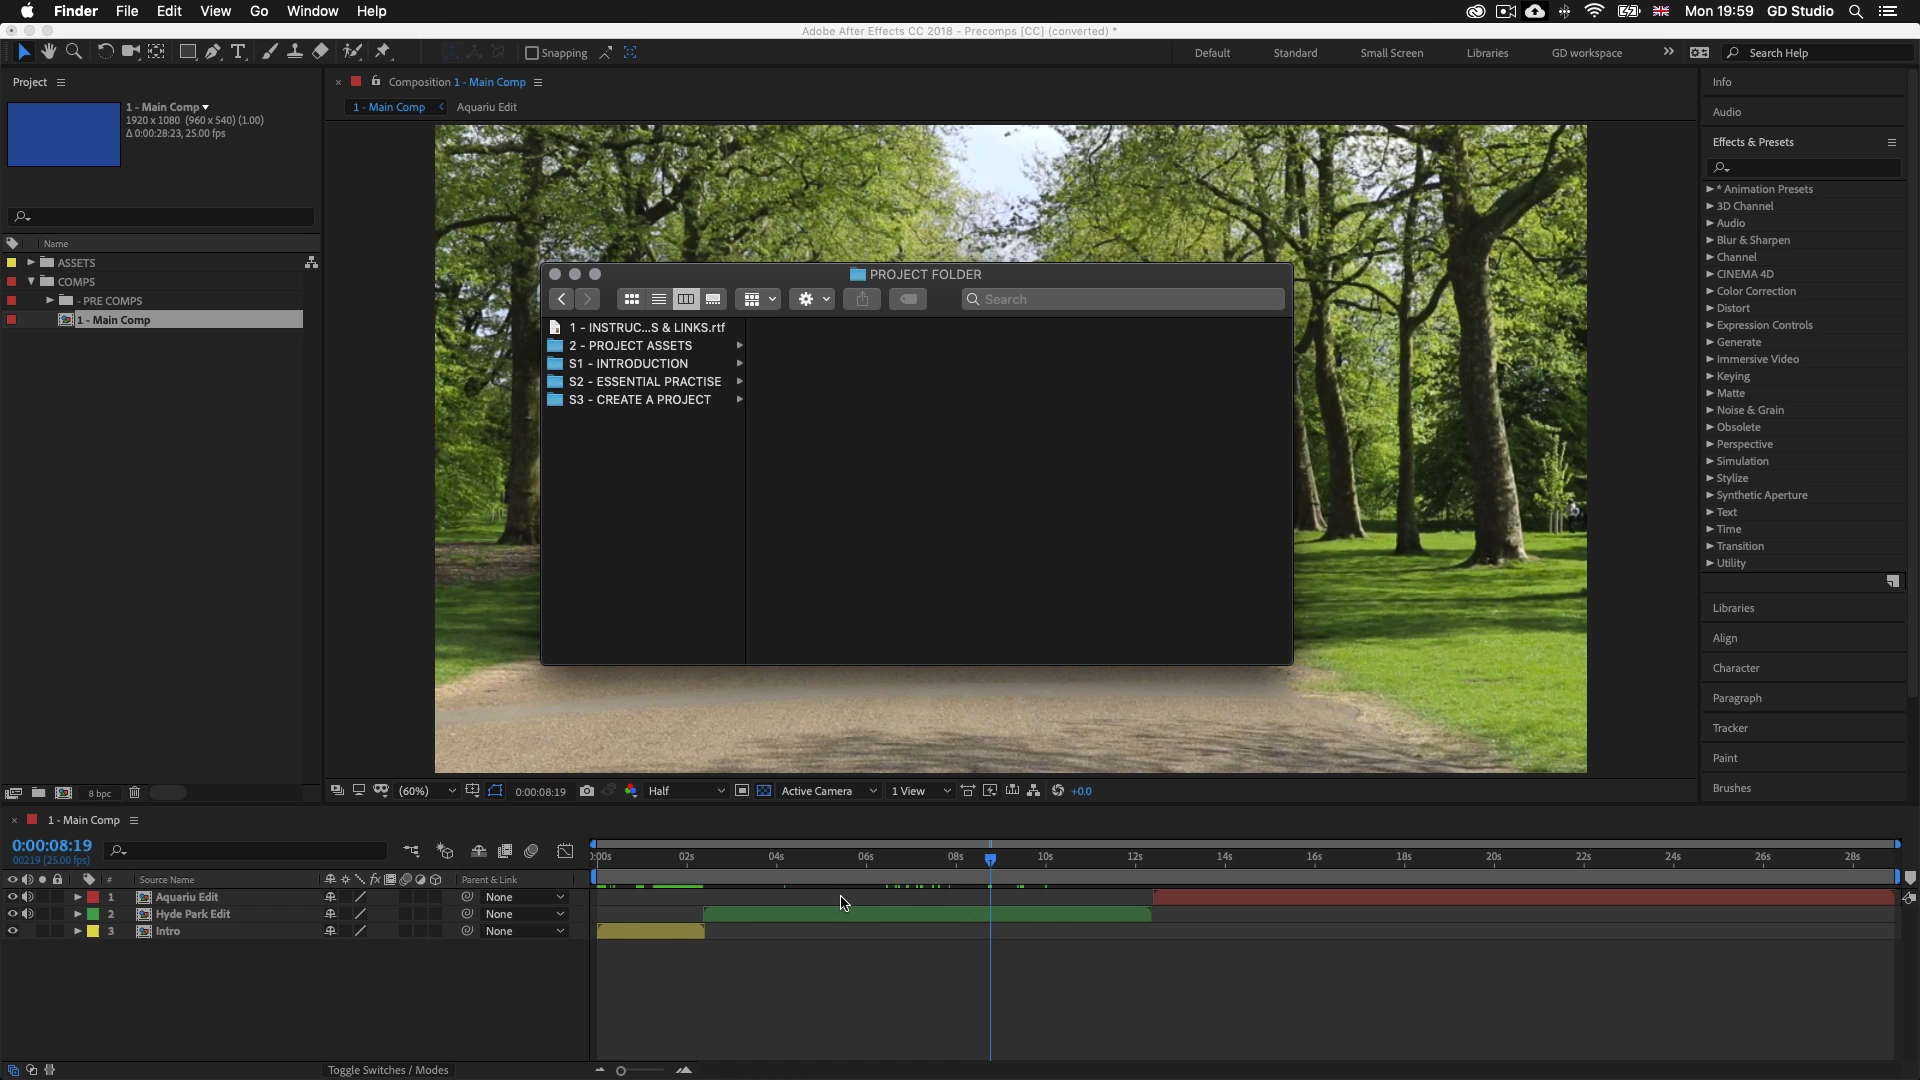 Finder File Edit View Go Window Help Mon 19:59 GD Studio
Adobe After Effects CC 2018 - Precomps [CC] (converted) *
Snapping Default Standard Small Screen Libraries GD workspace Search Help
Project
1 - Main Comp
1920 x 1080 (960 x 540) (1.00)
Δ 0:00:28:23, 25.00 fps
Name
ASSETS
COMPS
- PRE COMPS
1 - Main Comp
8 bpc
Composition 1 - Main Comp
1 - Main Comp Aquariu Edit
PROJECT FOLDER
Search
1 - INSTRUC...S & LINKS.rtf
2 - PROJECT ASSETS
S1 - INTRODUCTION
S2 - ESSENTIAL PRACTISE
S3 - CREATE A PROJECT
(60%) 0:00:08:19 Half Active Camera 1 View +0.0
Info
Audio
Effects & Presets
* Animation Presets
3D Channel
Audio
Blur & Sharpen
Channel
CINEMA 4D
Color Correction
Distort
Expression Controls
Generate
Immersive Video
Keying
Matte
Noise & Grain
Obsolete
Perspective
Simulation
Stylize
Synthetic Aperture
Text
Time
Transition
Utility
Libraries
Align
Character
Paragraph
Tracker
Paint
Brushes
1 - Main Comp
0:00:08:19
00219 (25.00 fps)
):00s 02s 04s 06s 08s 10s 12s 14s 16s 18s 20s 22s 24s 26s 28s
# Source Name fx Parent & Link
1 Aquariu Edit None
2 Hyde Park Edit None
3 Intro None
Toggle Switches / Modes